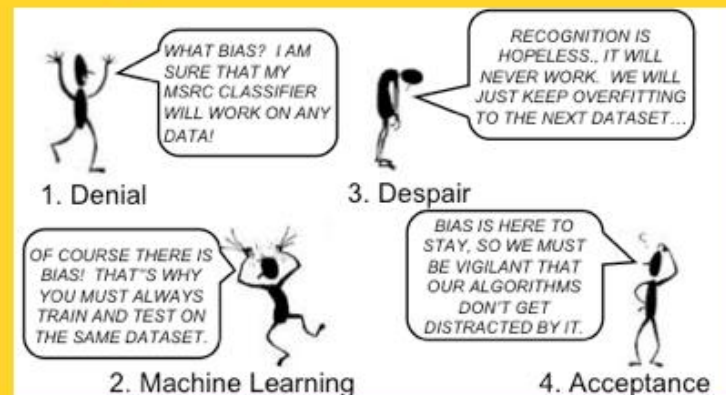 WHAT BIAS? I AM
SURE THAT MY
MSRC CLASSIFIER
WILL WORK ON ANY
DATA!
1. Denial
OF COURSE THERE IS
BIAS! THAT"S WHY
YOU MUST ALWAYS
TRAIN AND TEST ON
THE SAME DATASET.
2. Machine Learning
RECOGNITION IS
HOPELESS., IT WILL
NEVER WORK. WE WILL
JUST KEEP OVERFITTING
TO THE NEXT DATASET...
3. Despair
BIAS IS HERE TO
STAY, SO WE MUST
BE VIGILANT THAT
OUR ALGORITHMS
DON'T GET
DISTRACTED BY IT.
4. Acceptance